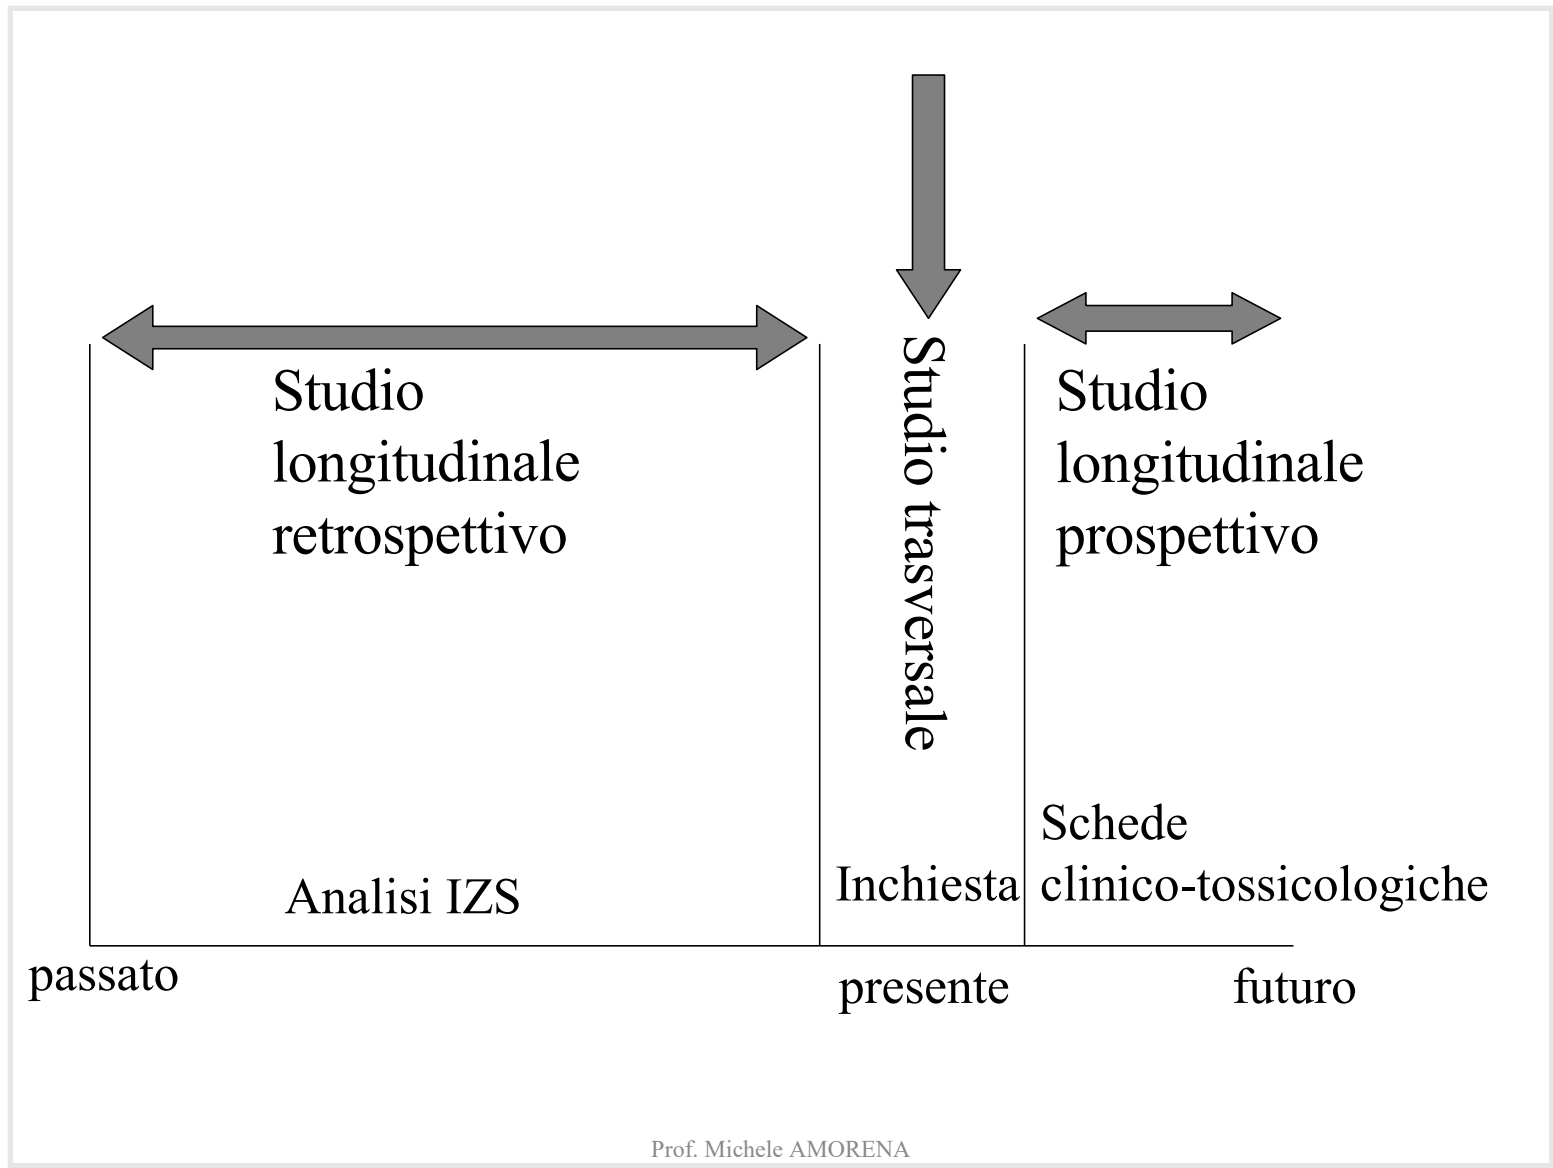 Studio
longitudinale
retrospettivo
Analisi IZS
Studio trasversale
Inchiesta
Studio
longitudinale
prospettivo
Schede
clinico-tossicologiche
passato
presente
futuro
Prof. Michele AMORENA